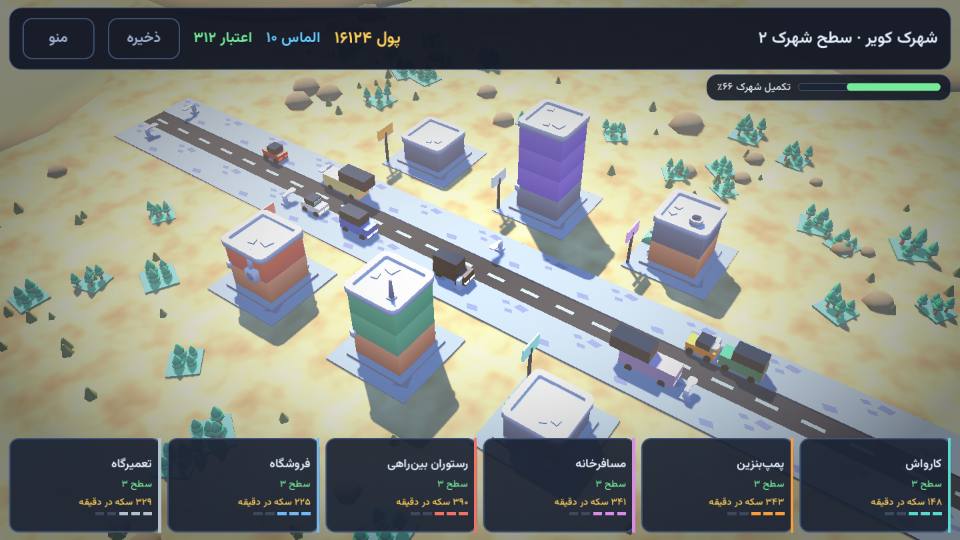 شهرک کویر · سطح شهرک ۲
پول ۱۶۱۲۴
الماس ۱۰
اعتبار ۳۱۲
ذخیره
منو
تکمیل شهرک ۶۶٪
کارواش
سطح ۳
۱۴۸ سکه در دقیقه
پمپ‌بنزین
سطح ۳
۳۴۳ سکه در دقیقه
مسافرخانه
سطح ۳
۳۴۱ سکه در دقیقه
رستوران بین‌راهی
سطح ۳
۳۹۰ سکه در دقیقه
فروشگاه
سطح ۳
۲۲۵ سکه در دقیقه
تعمیرگاه
سطح ۳
۳۲۹ سکه در دقیقه